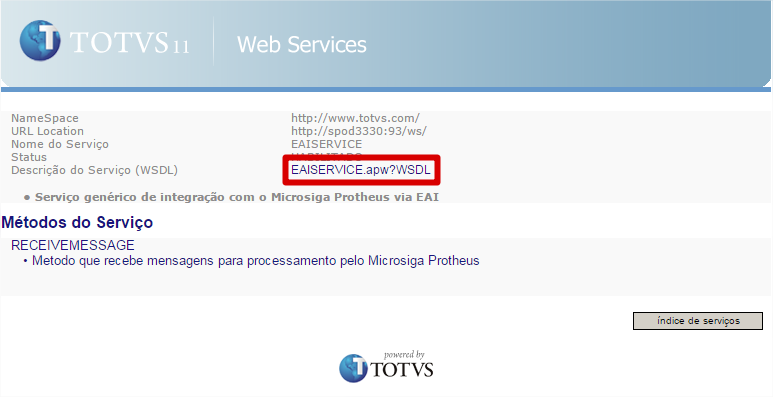 TOTVS 11 Web Services
NameSpace http://www.totvs.com/
URL Location http://spod3330:93/ws/
Nome do Serviço EAISERVICE
Status HABILITADO
Descrição do Serviço (WSDL) EAISERVICE.apw?WSDL
• Serviço genérico de integração com o Microsiga Protheus via EAI
Métodos do Serviço
RECEIVEMESSAGE
• Metodo que recebe mensagens para processamento pelo Microsiga Protheus
índice de serviços
powered by
TOTVS